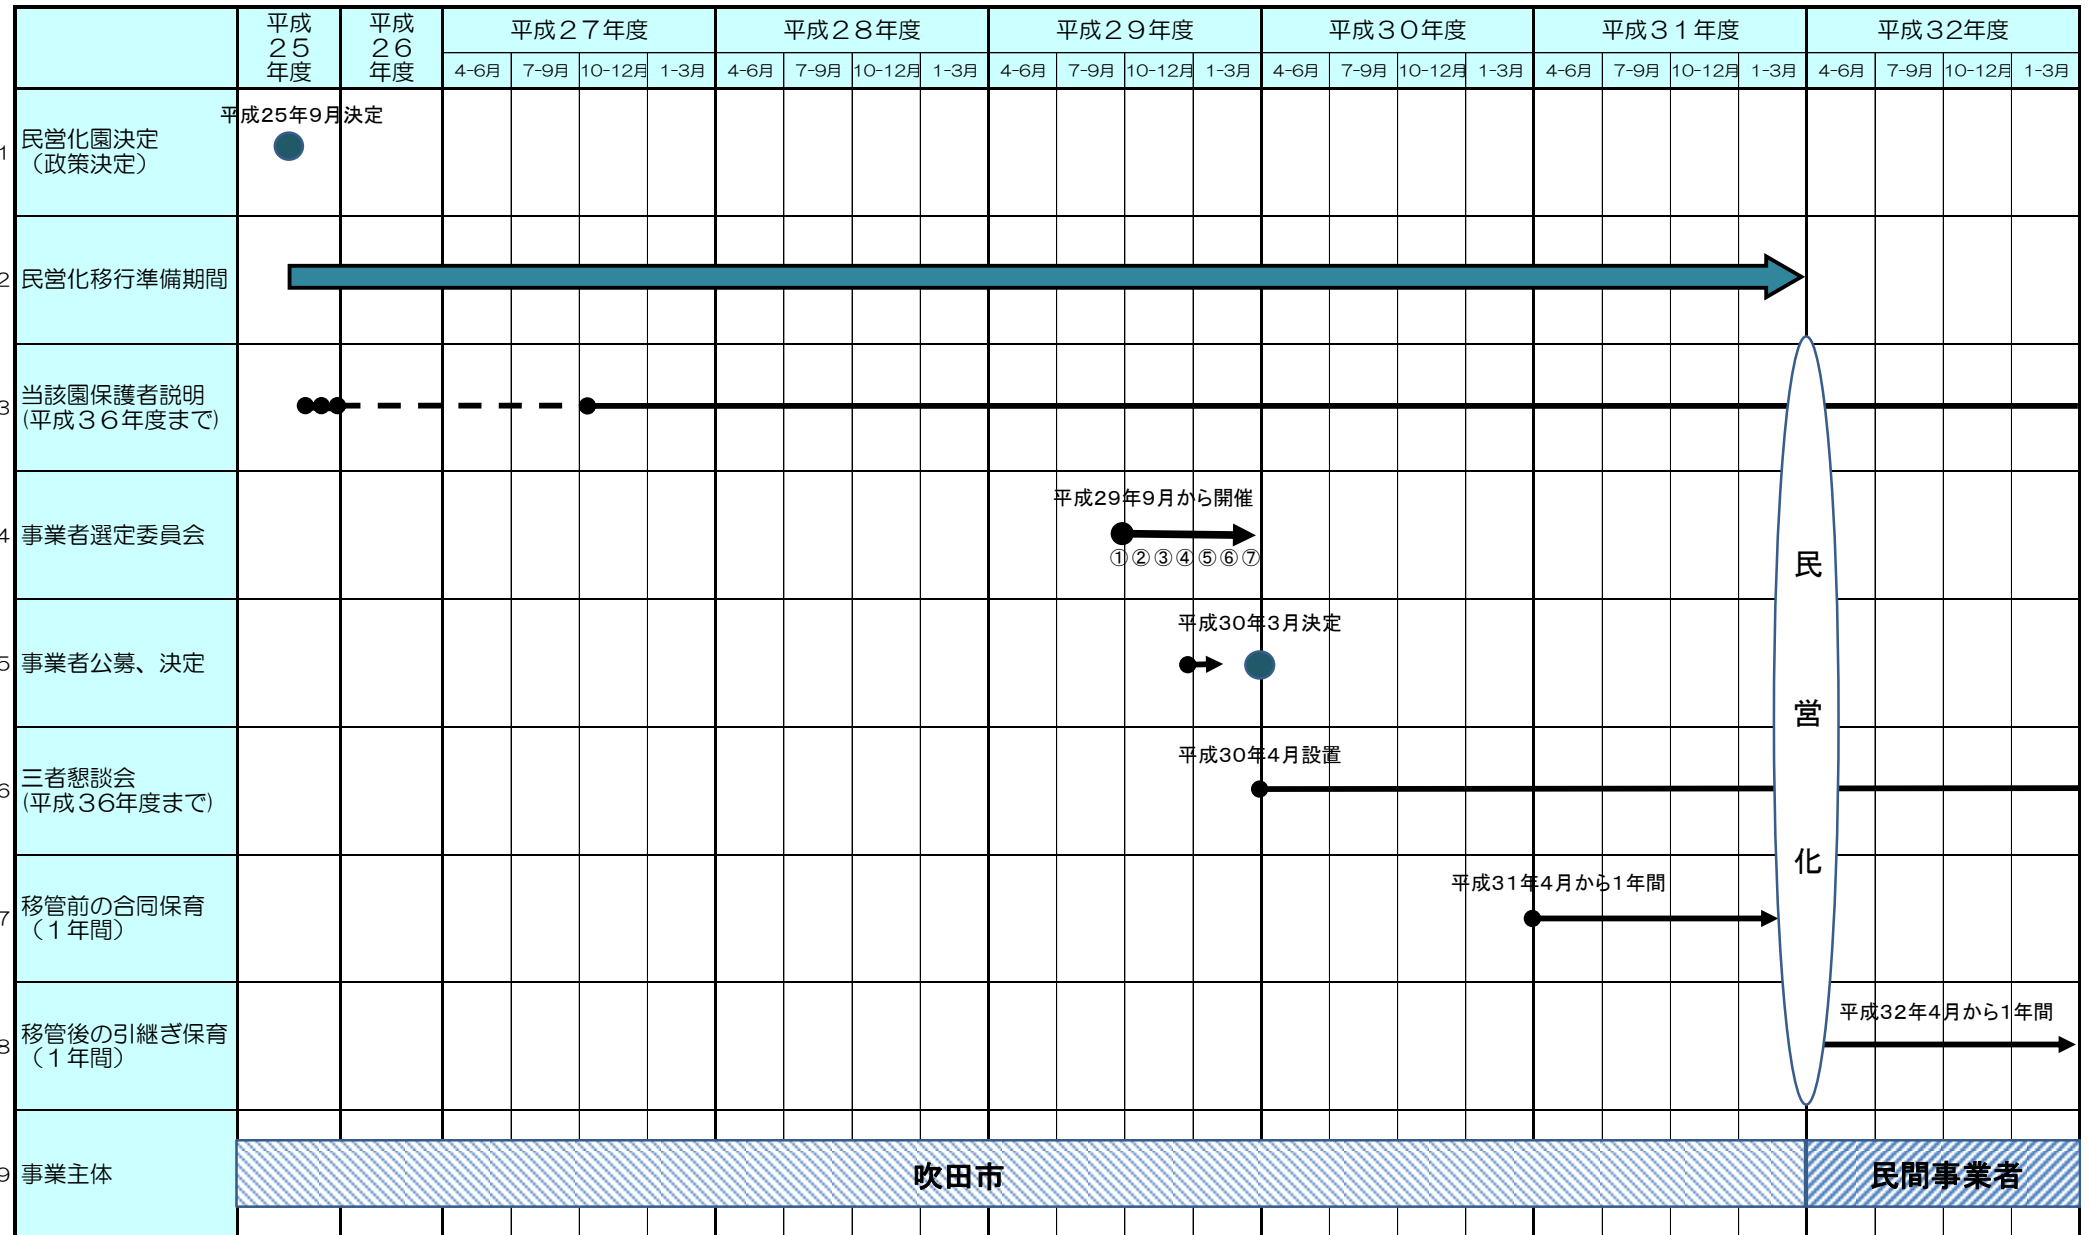 平成
25
年度
平成
26
年度
平成27年度
平成28年度
平成29年度
平成30年度
平成31年度
平成32年度
4-6月 7-9月 10-12月 1-3月 4-6月 7-9月 10-12月 1-3月 4-6月 7-9月 10-12月 1-3月 4-6月 7-9月 10-12月 1-3月 4-6月 7-9月 10-12月 1-3月 4-6月 7-9月 10-12月 1-3月
平成25年9月決定
1
民営化園決定
（政策決定）
2
民営化移行準備期間
3
当該園保護者説明
(平成36年度まで)
平成29年9月から開催
4
事業者選定委員会
①②③④⑤⑥⑦
平成30年3月決定
5
事業者公募、決定
平成30年4月設置
6
三者懇談会
(平成36年度まで)
平成31年4月から1年間
7
移管前の合同保育
（１年間）
平成32年4月から1年間
8
移管後の引継ぎ保育
（１年間）
民
営
化
9
事業主体
吹田市
民間事業者